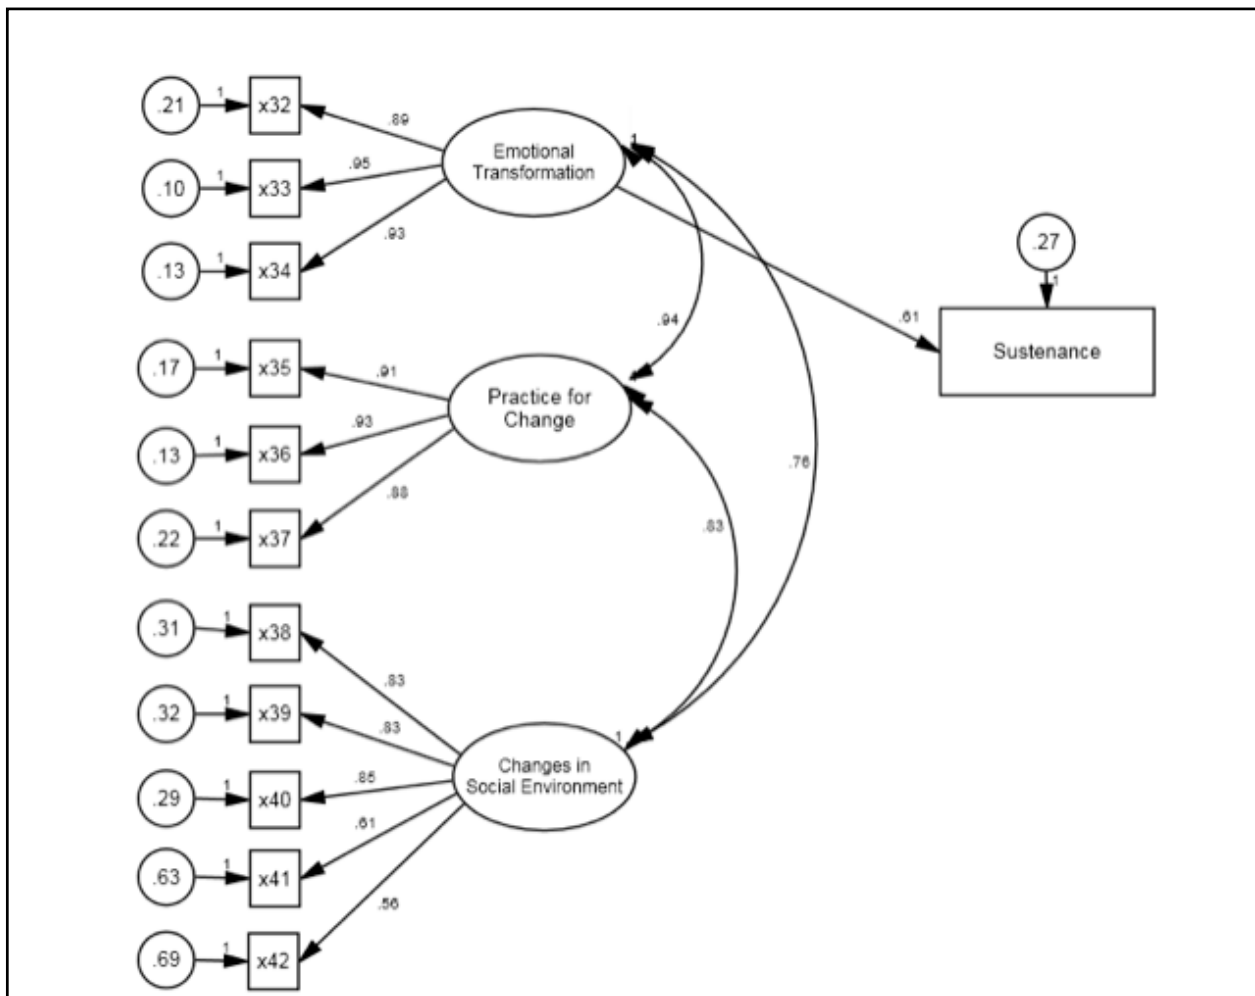 .21
1
x32
.89
.10
1
x33
.95
.13
1
x34
.93
Emotional
Transformation
1
.94
.61
.27
1
Sustenance
.17
1
x35
.91
.13
1
x36
.93
.22
1
x37
.88
Practice for
Change
.76
.83
.31
1
x38
.83
.32
1
x39
.83
.29
1
x40
.85
.63
1
x41
.61
.69
1
x42
.56
Changes in
Social Environment
1